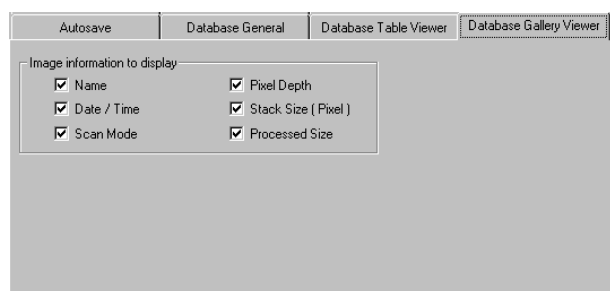 Autosave
Database General
Database Table Viewer
Database Gallery Viewer
Image information to display
Name
Pixel Depth
Date / Time
Stack Size ( Pixel )
Scan Mode
Processed Size